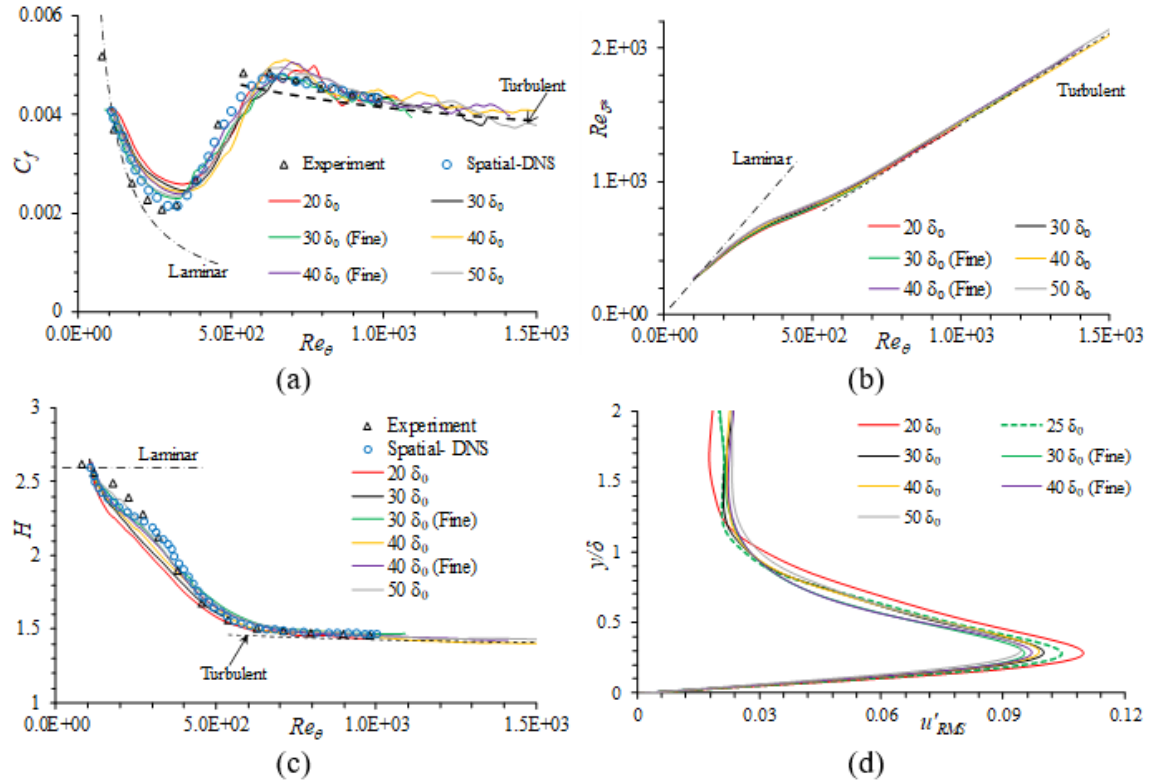 (a)
0.006
0.004
0.002
0
C_f
0.0E+00
5.0E+02
1.0E+03
1.5E+03
Re_θ
Turbulent
Laminar
Experiment
Spatial-DNS
20 δ₀
30 δ₀
30 δ₀ (Fine)
40 δ₀
40 δ₀ (Fine)
50 δ₀
(a)
(b)
2.E+03
1.E+03
0.E+00
Re_δ*
0.0E+00
5.0E+02
1.0E+03
1.5E+03
Re_θ
Laminar
Turbulent
20 δ₀
30 δ₀
30 δ₀ (Fine)
40 δ₀
40 δ₀ (Fine)
50 δ₀
(b)
3
2.5
2
1.5
1
H
0.0E+00
5.0E+02
1.0E+03
1.5E+03
Re_θ
Laminar
Turbulent
Experiment
Spatial- DNS
20 δ₀
30 δ₀
30 δ₀ (Fine)
40 δ₀
40 δ₀ (Fine)
50 δ₀
(c)
2
1.5
1
0.5
0
y/δ
0
0.03
0.06
0.09
0.12
u'_RMS
20 δ₀
25 δ₀
30 δ₀
30 δ₀ (Fine)
40 δ₀
40 δ₀ (Fine)
50 δ₀
(d)